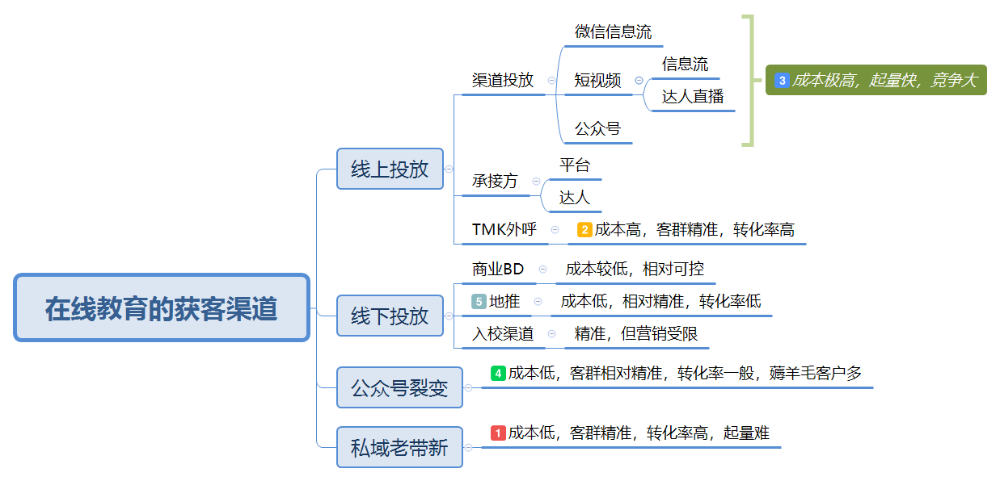 在线教育的获客渠道
线上投放
渠道投放
微信信息流
短视频
信息流
达人直播
公众号
3 成本极高，起量快，竞争大
承接方
平台
达人
TMK外呼
2 成本高，客群精准，转化率高
线下投放
商业BD
成本较低，相对可控
5 地推
成本低，相对精准，转化率低
入校渠道
精准，但营销受限
公众号裂变
4 成本低，客群相对精准，转化率一般，薅羊毛客户多
私域老带新
1 成本低，客群精准，转化率高，起量难